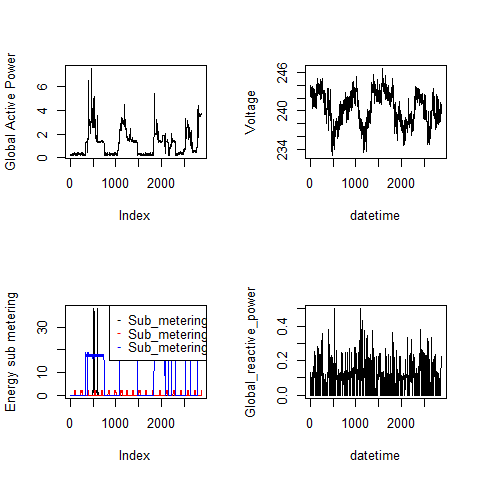 Global Active Power
0 2 4 6
0 1000 2000
Index
Voltage
234 240 246
0 1000 2000
datetime
Energy sub metering
0 10 30
0 1000 2000
Index
- Sub_metering
- Sub_metering
- Sub_metering
Global_reactive_power
0.0 0.2 0.4
0 1000 2000
datetime